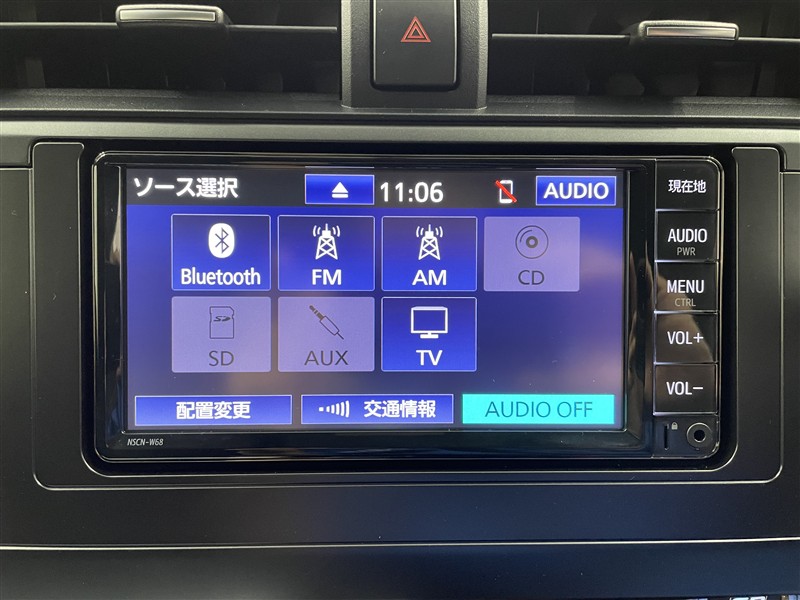 ソース選択
11:06
AUDIO
Bluetooth
FM
AM
CD
SD
SD
AUX
TV
配置変更
交通情報
AUDIO OFF
現在地
AUDIO
PWR
MENU
CTRL
VOL+
VOL−
NSCN-W68